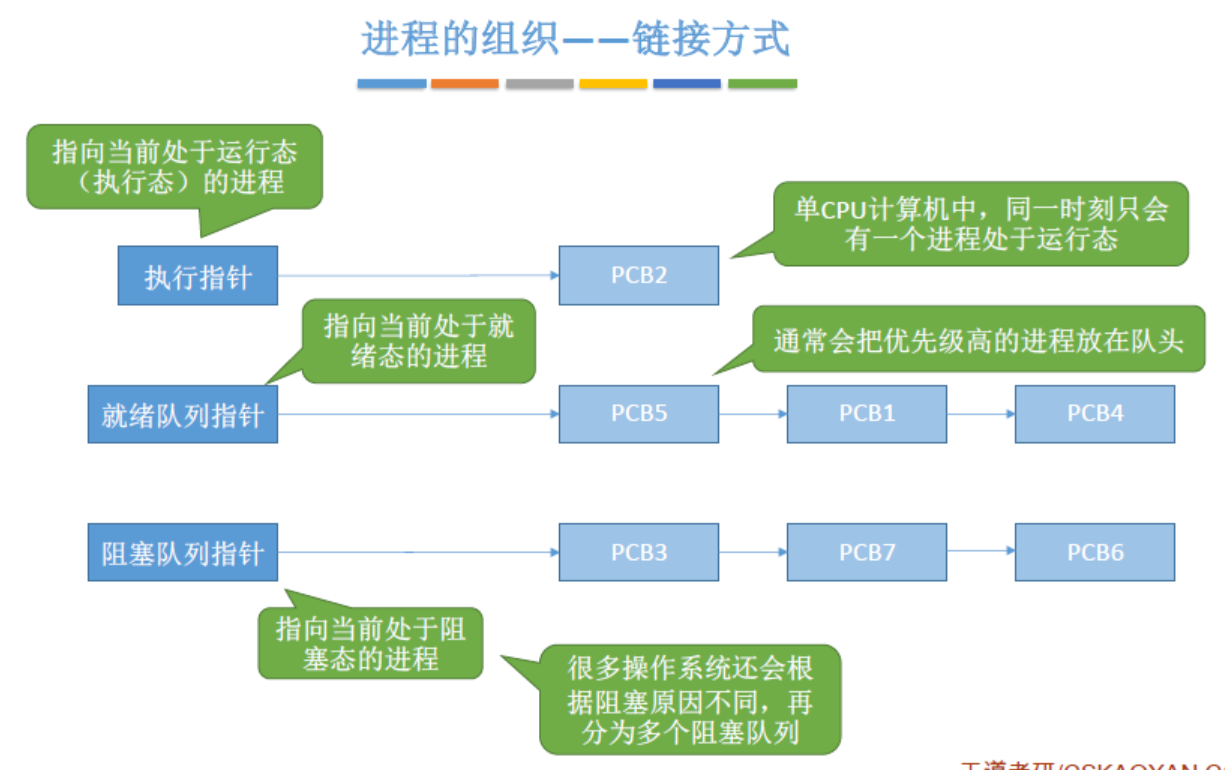 进程的组织——链接方式
指向当前处于运行态
（执行态）的进程
单CPU计算机中，同一时刻只会
有一个进程处于运行态
执行指针
PCB2
指向当前处于就
绪态的进程
通常会把优先级高的进程放在队头
就绪队列指针
PCB5
PCB1
PCB4
阻塞队列指针
PCB3
PCB7
PCB6
指向当前处于阻
塞态的进程
很多操作系统还会根
据阻塞原因不同，再
分为多个阻塞队列
王道考研/CSKAOYAN.C